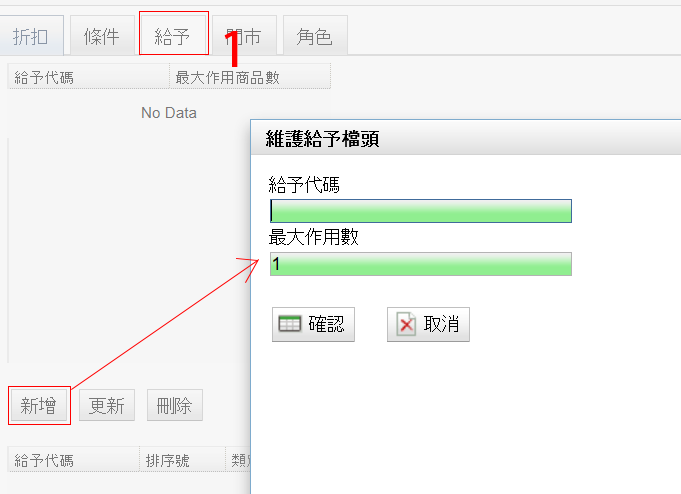 折扣 條件 給予 門市 角色
1
給予代碼 最大作用商品數
No Data
維護給予檔頭
給予代碼
最大作用數
1
確認 取消
新增 更新 刪除
給予代碼 排序號